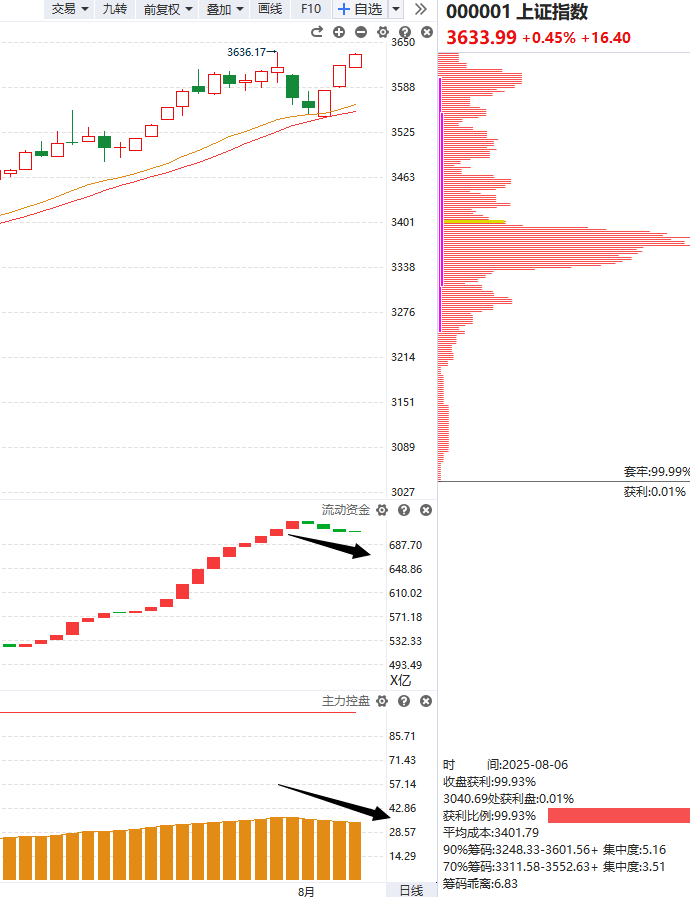 交易 九转 前复权 叠加 画线 F10 自选
000001 上证指数
3633.99 +0.45% +16.40
3636.17→
3650
3588
3525
3463
3401
3338
3276
3214
3151
3089
3027
套牢:99.99%
获利:0.01%
流动资金
687.70
648.86
610.02
571.18
532.33
493.49
X亿
主力控盘
85.71
71.43
57.14
42.86
28.57
14.29
8月
日线
时 间:2025-08-06
收盘获利:99.93%
3040.69处获利盘:0.01%
获利比例:99.93%
平均成本:3401.79
90%筹码:3248.33-3601.56+ 集中度:5.16
70%筹码:3311.58-3552.63+ 集中度:3.51
筹码乖离:6.83